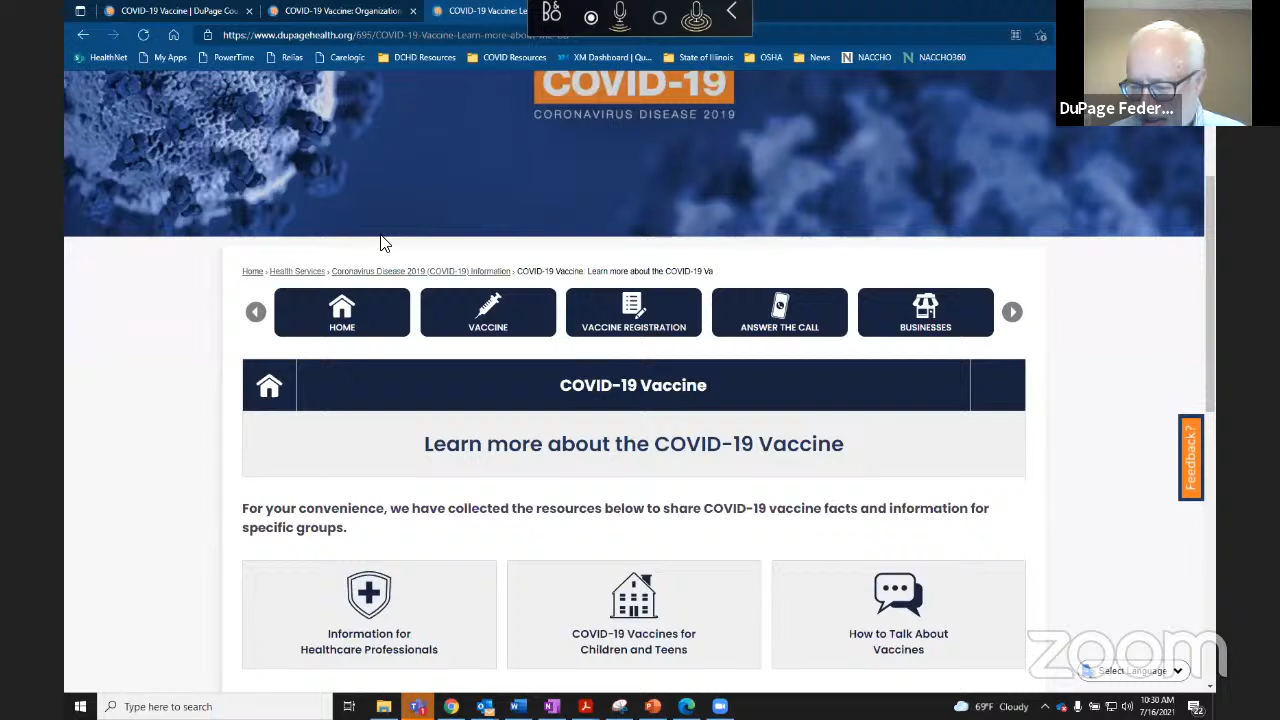 COVID-19 Vaccine | DuPage Cou
COVID-19 Vaccine: Organization
COVID-19 Vaccine: Le
https://www.dupagehealth.org/695/COVID-19-Vaccine-Learn-more-about-the-
HealthNet
My Apps
PowerTime
Relias
Carelogic
DCHD Resources
COVID Resources
XM Dashboard | Qu...
State of Illinois
OSHA
News
NACCHO
NACCHO360
DuPage Feder...
COVID-19
CORONAVIRUS DISEASE 2019
Home › Health Services › Coronavirus Disease 2019 (COVID-19) Information › COVID-19 Vaccine: Learn more about the COVID-19 Va
HOME
VACCINE
VACCINE REGISTRATION
ANSWER THE CALL
BUSINESSES
COVID-19 Vaccine
Learn more about the COVID-19 Vaccine
Feedback?
For your convenience, we have collected the resources below to share COVID-19 vaccine facts and information for
specific groups.
Information for
Healthcare Professionals
COVID-19 Vaccines for
Children and Teens
How to Talk About
Vaccines
zoom
Select Language
Type here to search
69°F Cloudy
10:30 AM
7/16/2021
22